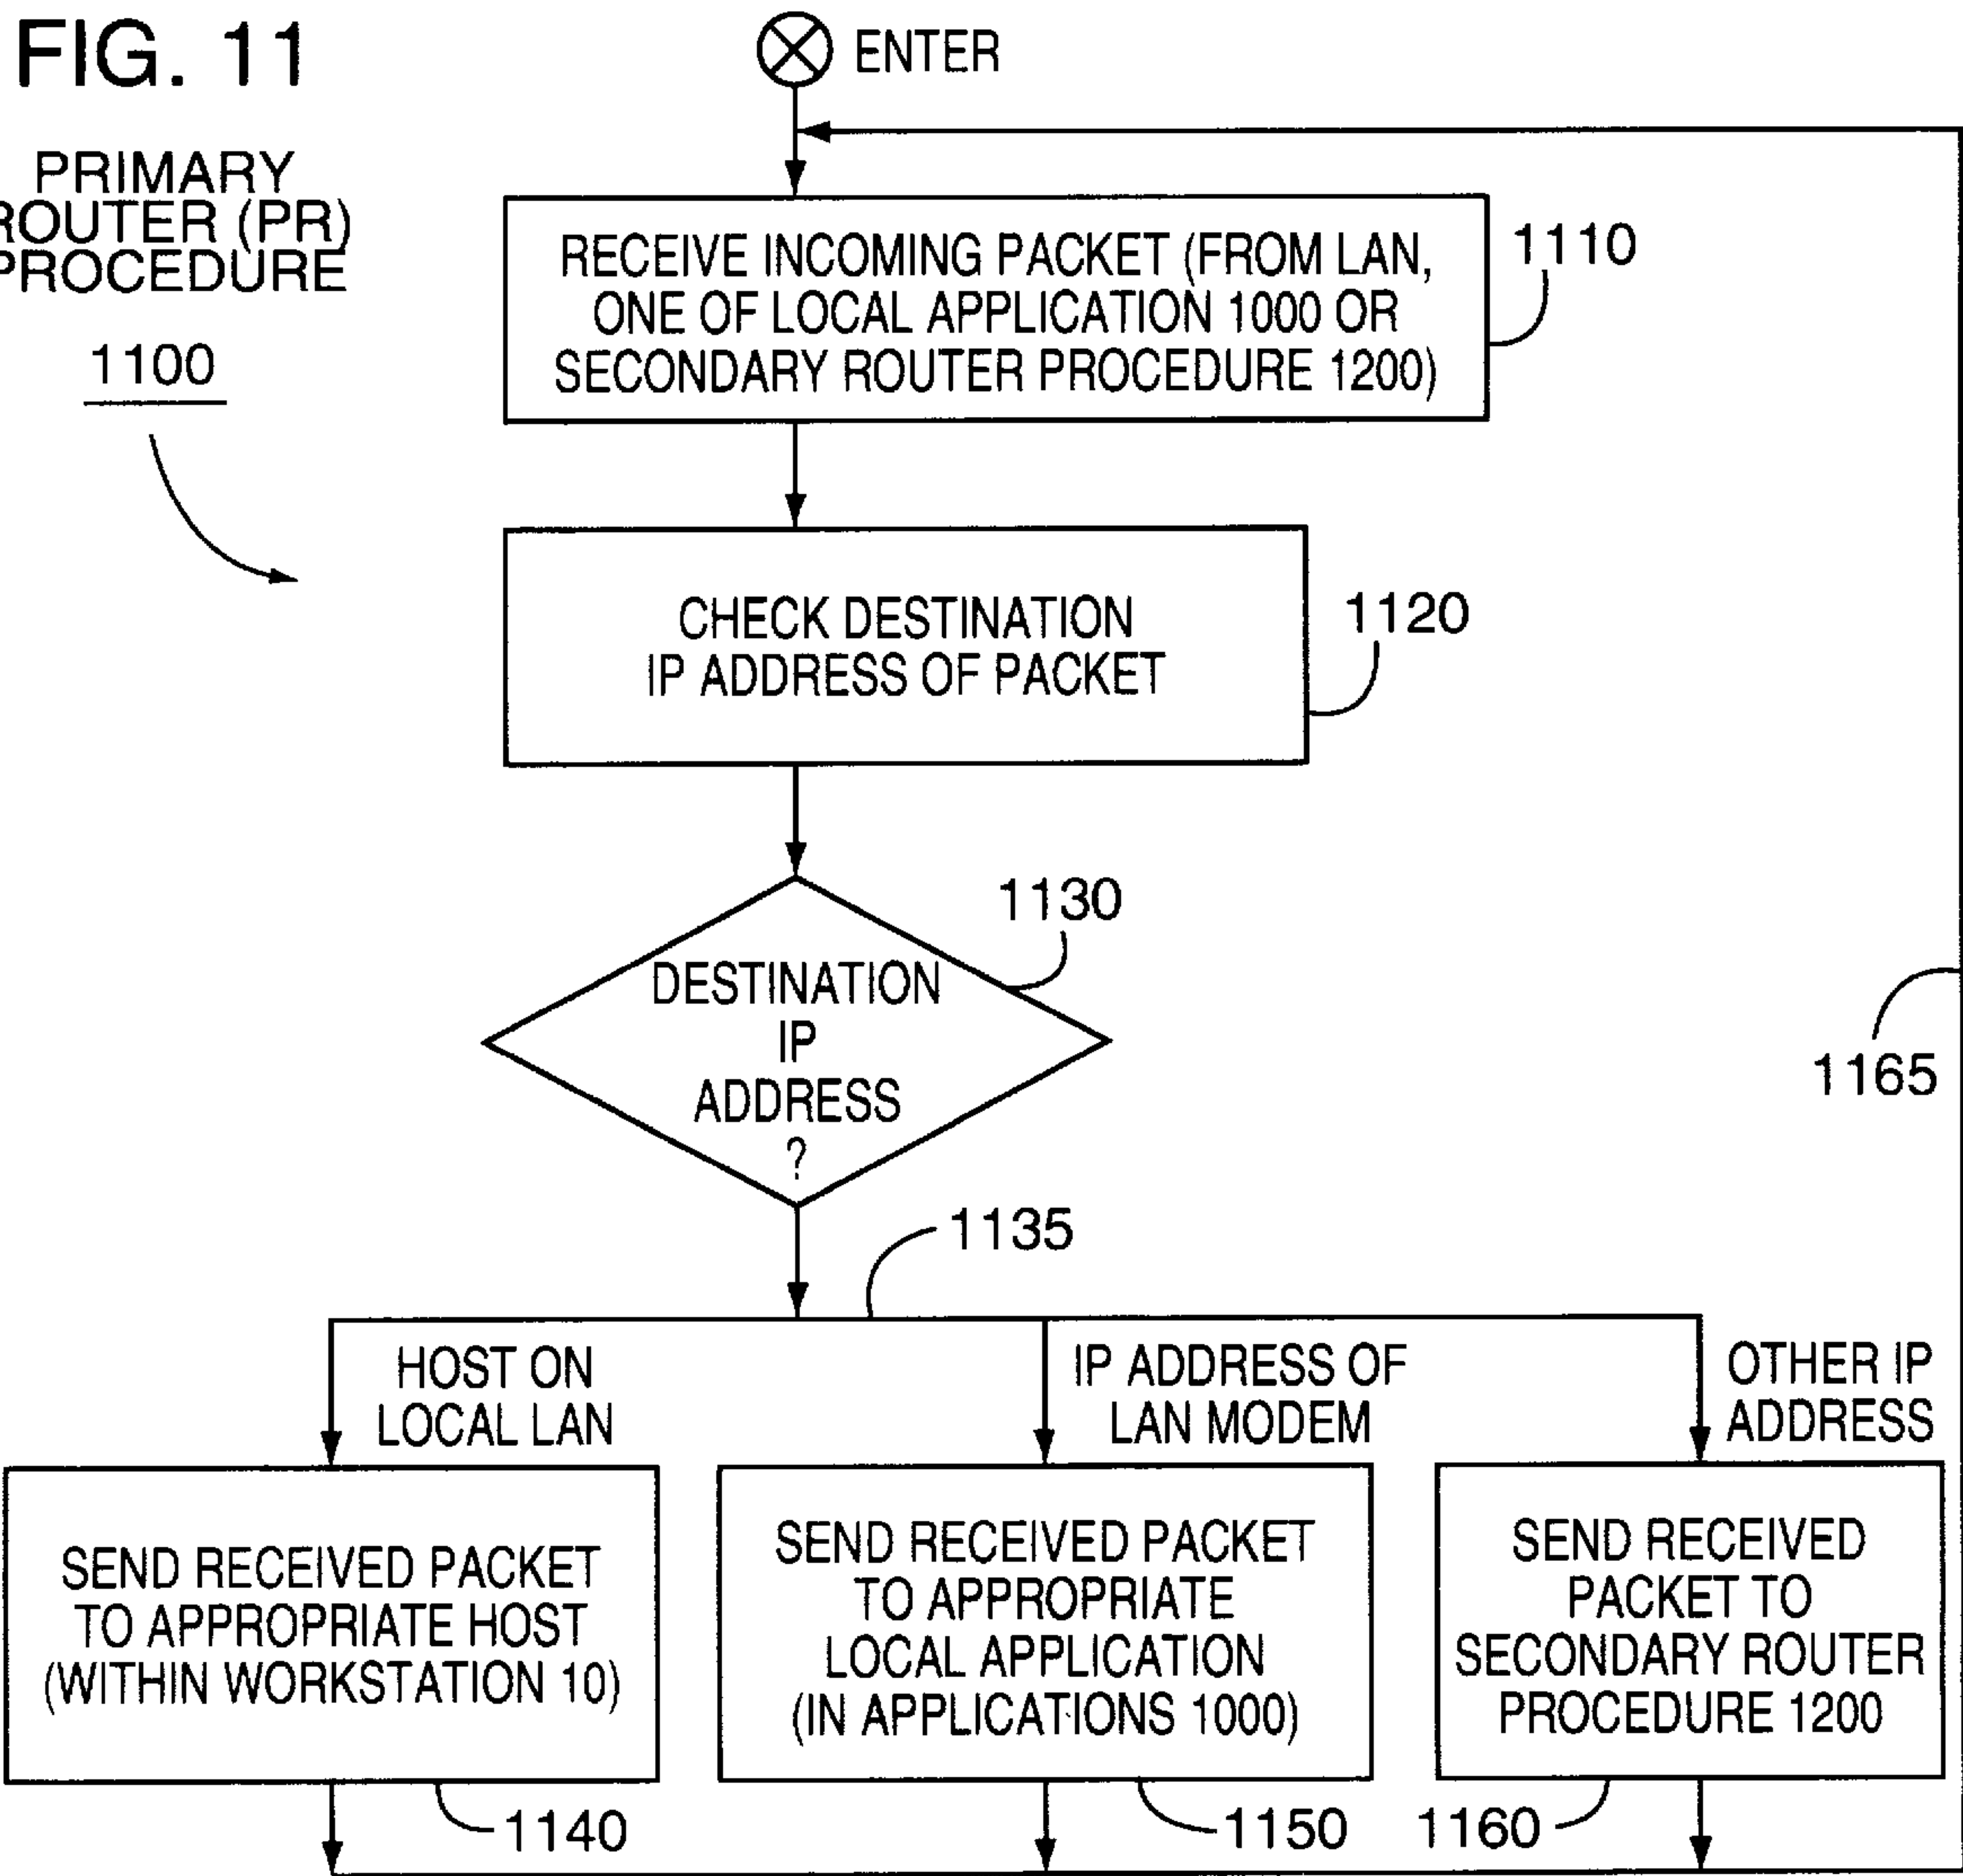 FIG. 11
ENTER
PRIMARY
ROUTER (PR)
PROCEDURE
1100
RECEIVE INCOMING PACKET (FROM LAN,
ONE OF LOCAL APPLICATION 1000 OR
SECONDARY ROUTER PROCEDURE 1200)
1110
CHECK DESTINATION
IP ADDRESS OF PACKET
1120
DESTINATION
IP
ADDRESS
?
1130
1165
1135
HOST ON
LOCAL LAN
IP ADDRESS OF
LAN MODEM
OTHER IP
ADDRESS
SEND RECEIVED PACKET
TO APPROPRIATE HOST
(WITHIN WORKSTATION 10)
SEND RECEIVED PACKET
TO APPROPRIATE
LOCAL APPLICATION
(IN APPLICATIONS 1000)
SEND RECEIVED
PACKET TO
SECONDARY ROUTER
PROCEDURE 1200
1140
1150
1160